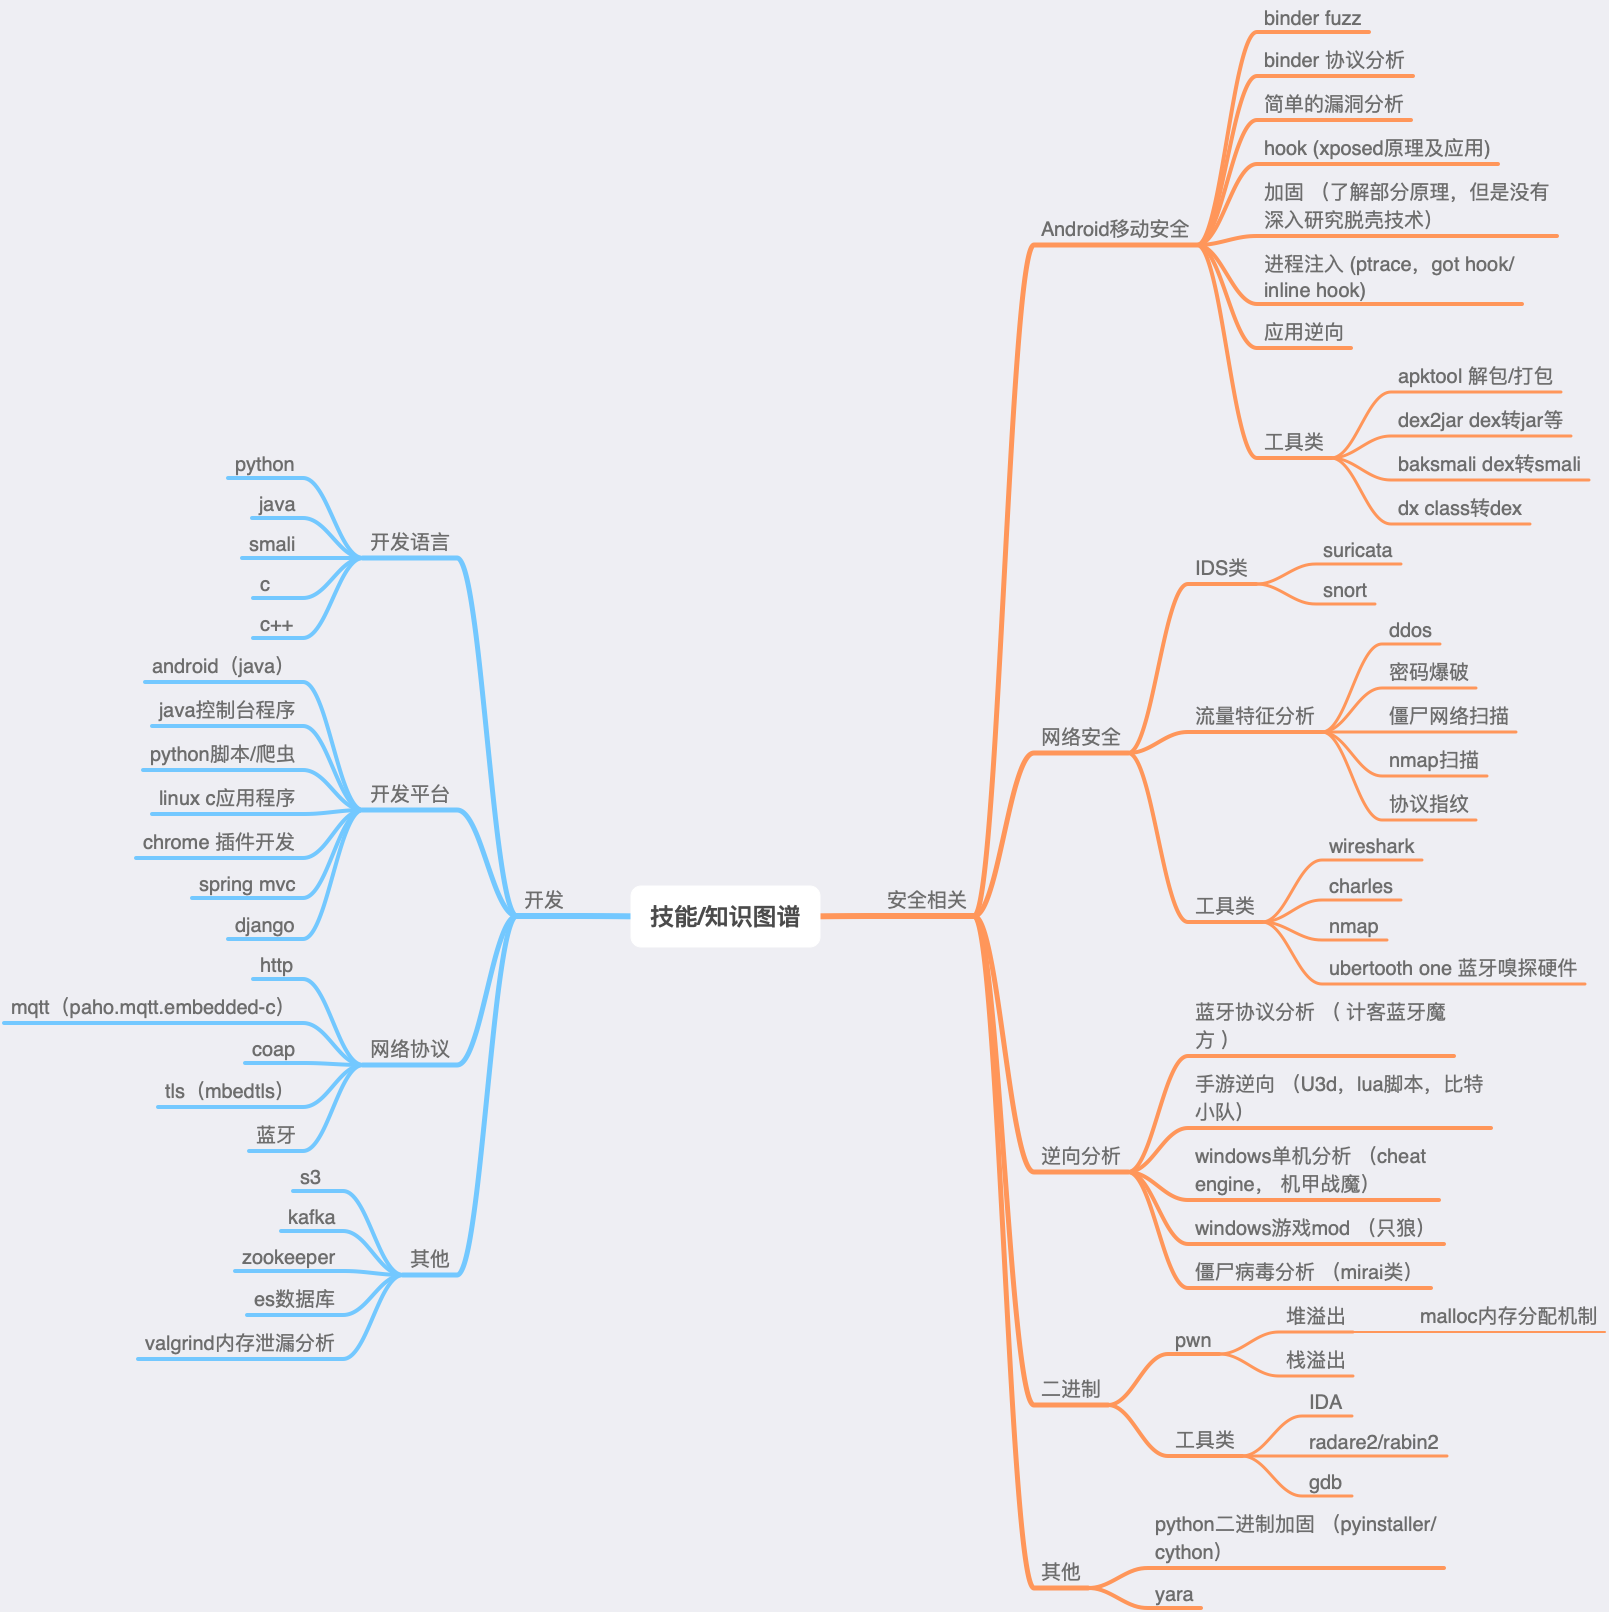 技能/知识图谱
开发
开发语言
python
java
smali
c
c++
开发平台
android（java）
java控制台程序
python脚本/爬虫
linux c应用程序
chrome 插件开发
spring mvc
django
网络协议
http
mqtt（paho.mqtt.embedded-c）
coap
tls（mbedtls）
蓝牙
其他
s3
kafka
zookeeper
es数据库
valgrind内存泄漏分析
安全相关
Android移动安全
binder fuzz
binder 协议分析
简单的漏洞分析
hook (xposed原理及应用)
加固 （了解部分原理，但是没有
深入研究脱壳技术）
进程注入 (ptrace，got hook/
inline hook)
应用逆向
工具类
apktool 解包/打包
dex2jar dex转jar等
baksmali dex转smali
dx class转dex
网络安全
IDS类
suricata
snort
流量特征分析
ddos
密码爆破
僵尸网络扫描
nmap扫描
协议指纹
工具类
wireshark
charles
nmap
ubertooth one 蓝牙嗅探硬件
逆向分析
蓝牙协议分析 （ 计客蓝牙魔
方 ）
手游逆向 （U3d，lua脚本，比特
小队）
windows单机分析 （cheat
engine， 机甲战魔）
windows游戏mod （只狼）
僵尸病毒分析 （mirai类）
二进制
pwn
堆溢出
malloc内存分配机制
栈溢出
工具类
IDA
radare2/rabin2
gdb
其他
python二进制加固 （pyinstaller/
cython）
yara